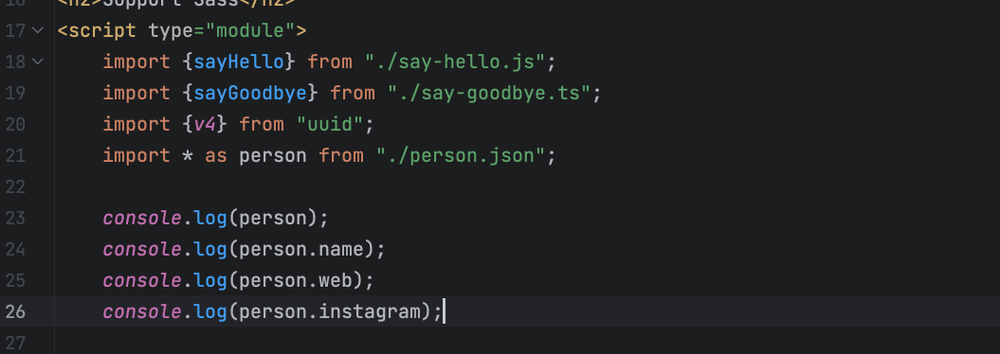 16 <h2>Support Sass</h2>
17 <script type="module">
18 import {sayHello} from "./say-hello.js";
19 import {sayGoodbye} from "./say-goodbye.ts";
20 import {v4} from "uuid";
21 import * as person from "./person.json";
22
23 console.log(person);
24 console.log(person.name);
25 console.log(person.web);
26 console.log(person.instagram);
27